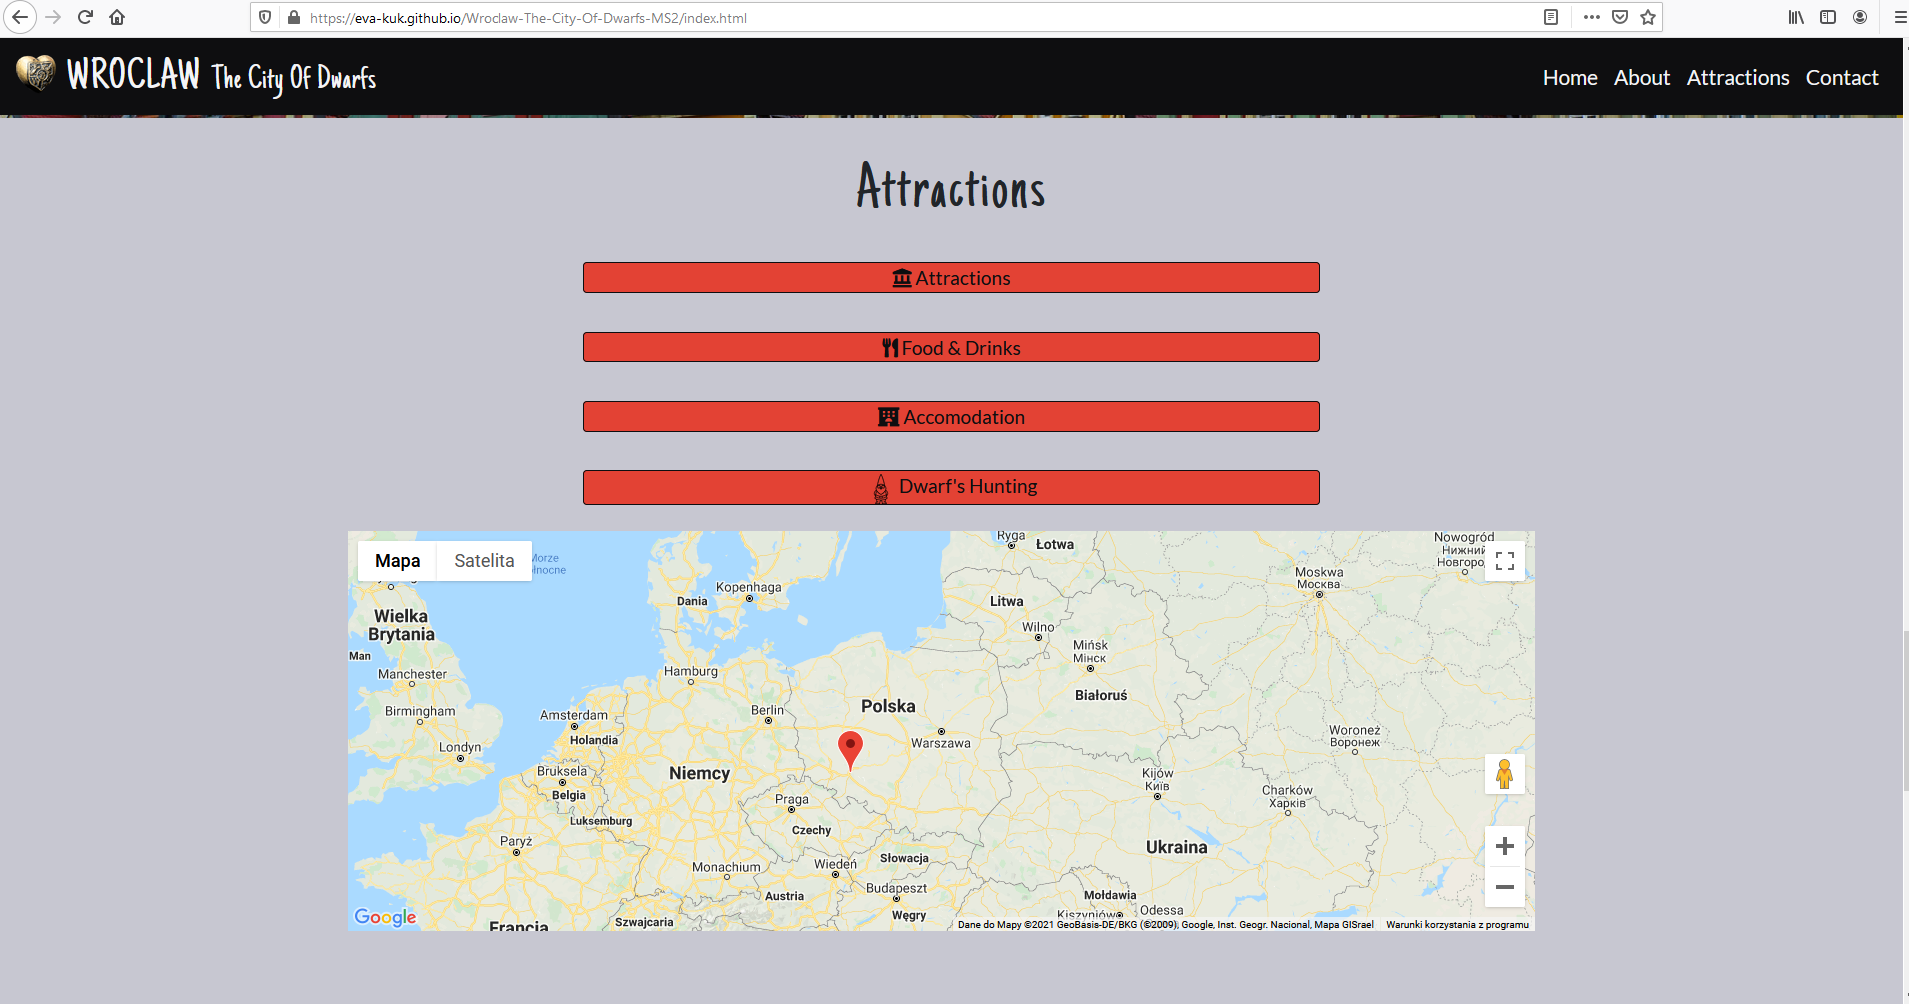 https://eva-kuk.github.io/Wroclaw-The-City-Of-Dwarfs-MS2/index.html
WROCLAW The City Of Dwarfs
Home About Attractions Contact
Attractions
Attractions
Food & Drinks
Accomodation
Dwarf's Hunting
Mapa Satelita
Morze
Północne
Ryga
Łotwa
Nowogród
Нижний
Новгород
Moskwa
Москва
Kopenhaga
Dania
Litwa
Wilno
Wielka
Brytania
Mińsk
Мінск
Man
Manchester
Hamburg
Białoruś
Birmingham
Amsterdam
Berlin
Polska
Holandia
Warszawa
Woroneż
Воронеж
Londyn
Bruksela
Belgia
Niemcy
Kijów
Київ
Charków
Харків
Praga
Luksemburg
Czechy
Paryż
Ukraina
Monachium
Wiedeń
Słowacja
Austria
Budapeszt
Mołdawia
Google
Francja
Szwajcaria
Węgry
Kiszyniów
Odessa
Dane do Mapy ©2021 GeoBasis-DE/BKG (©2009), Google, Inst. Geogr. Nacional, Mapa GISrael Warunki korzystania z programu